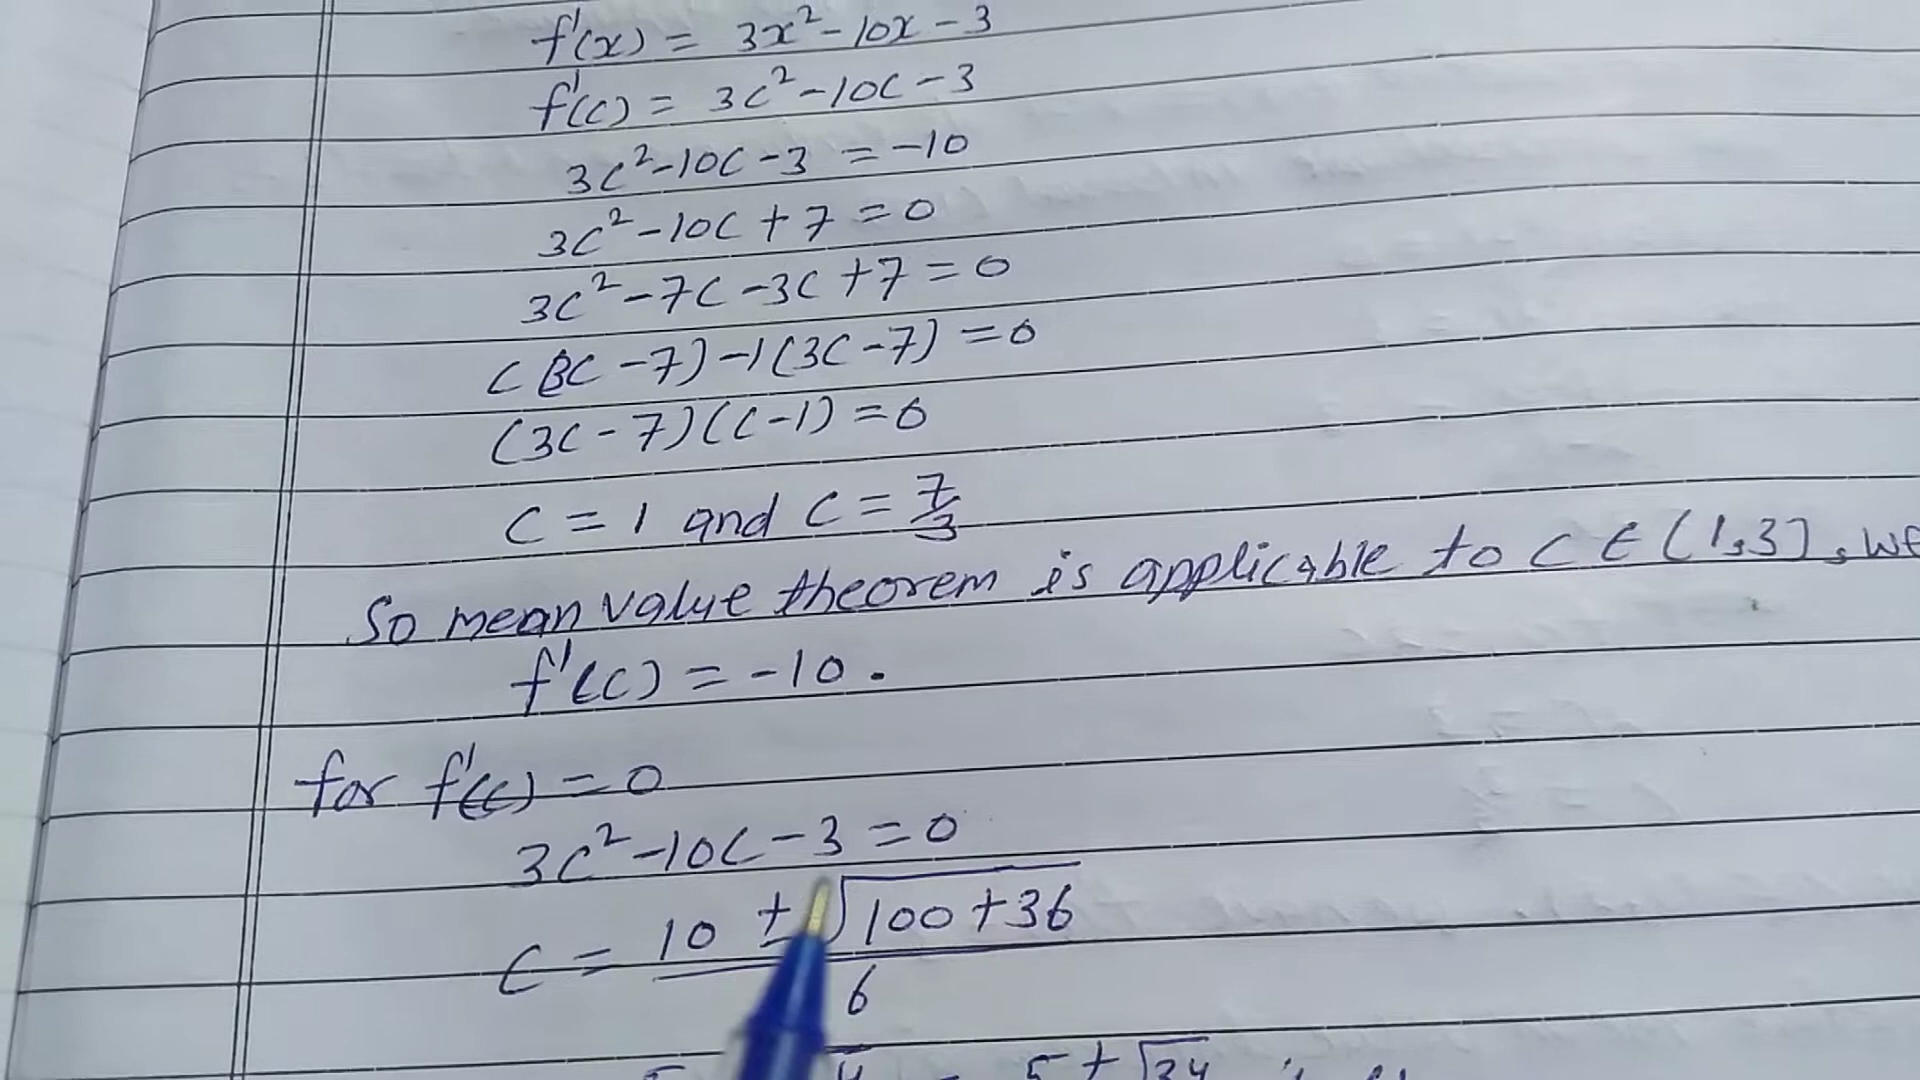 f'(x) = 3x² - 10x - 3
f'(c) = 3c² - 10c - 3
3c² - 10c - 3 = -10
3c² - 10c + 7 = 0
3c² - 7c - 3c + 7 = 0
c(3c - 7) - 1(3c - 7) = 0
(3c - 7)(c - 1) = 0
c = 1 and c = 7/3
So mean value theorem is applicable to c ∈ (1,3), we
f'(c) = -10.
for f'(c) = 0
3c² - 10c - 3 = 0
c = 10 ± √100 + 36 / 6
= 5 ± √34